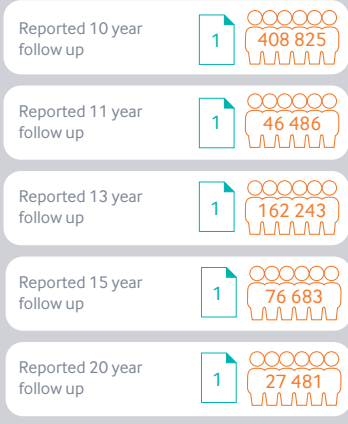 Reported 10 year
follow up
1
408 825
Reported 11 year
follow up
1
46 486
Reported 13 year
follow up
1
162 243
Reported 15 year
follow up
1
76 683
Reported 20 year
follow up
1
27 481